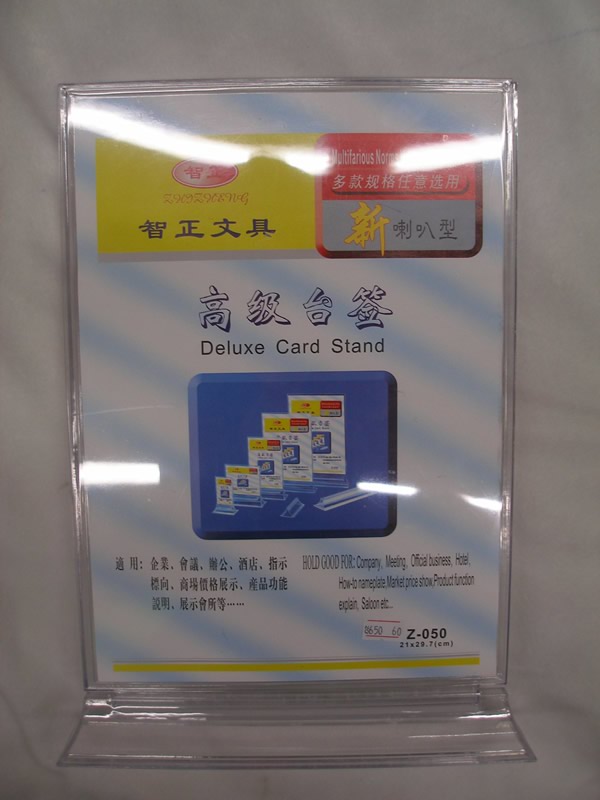 智正
ZHIZHENG
智正文具
Multifarious
多款规格任意选用
新喇叭型
高级台签
Deluxe Card Stand
適用：企業、會議、辦公、酒店、指示
標向、商場價格展示、產品功能
説明、展示會所等……
HOLD GOOD FOR: Company, Meeting, Official business, Hotel,
How-to nameplate,Market price show,Product function
explain, Saloon etc...
8650 60
Z-050
21x29.7(cm)